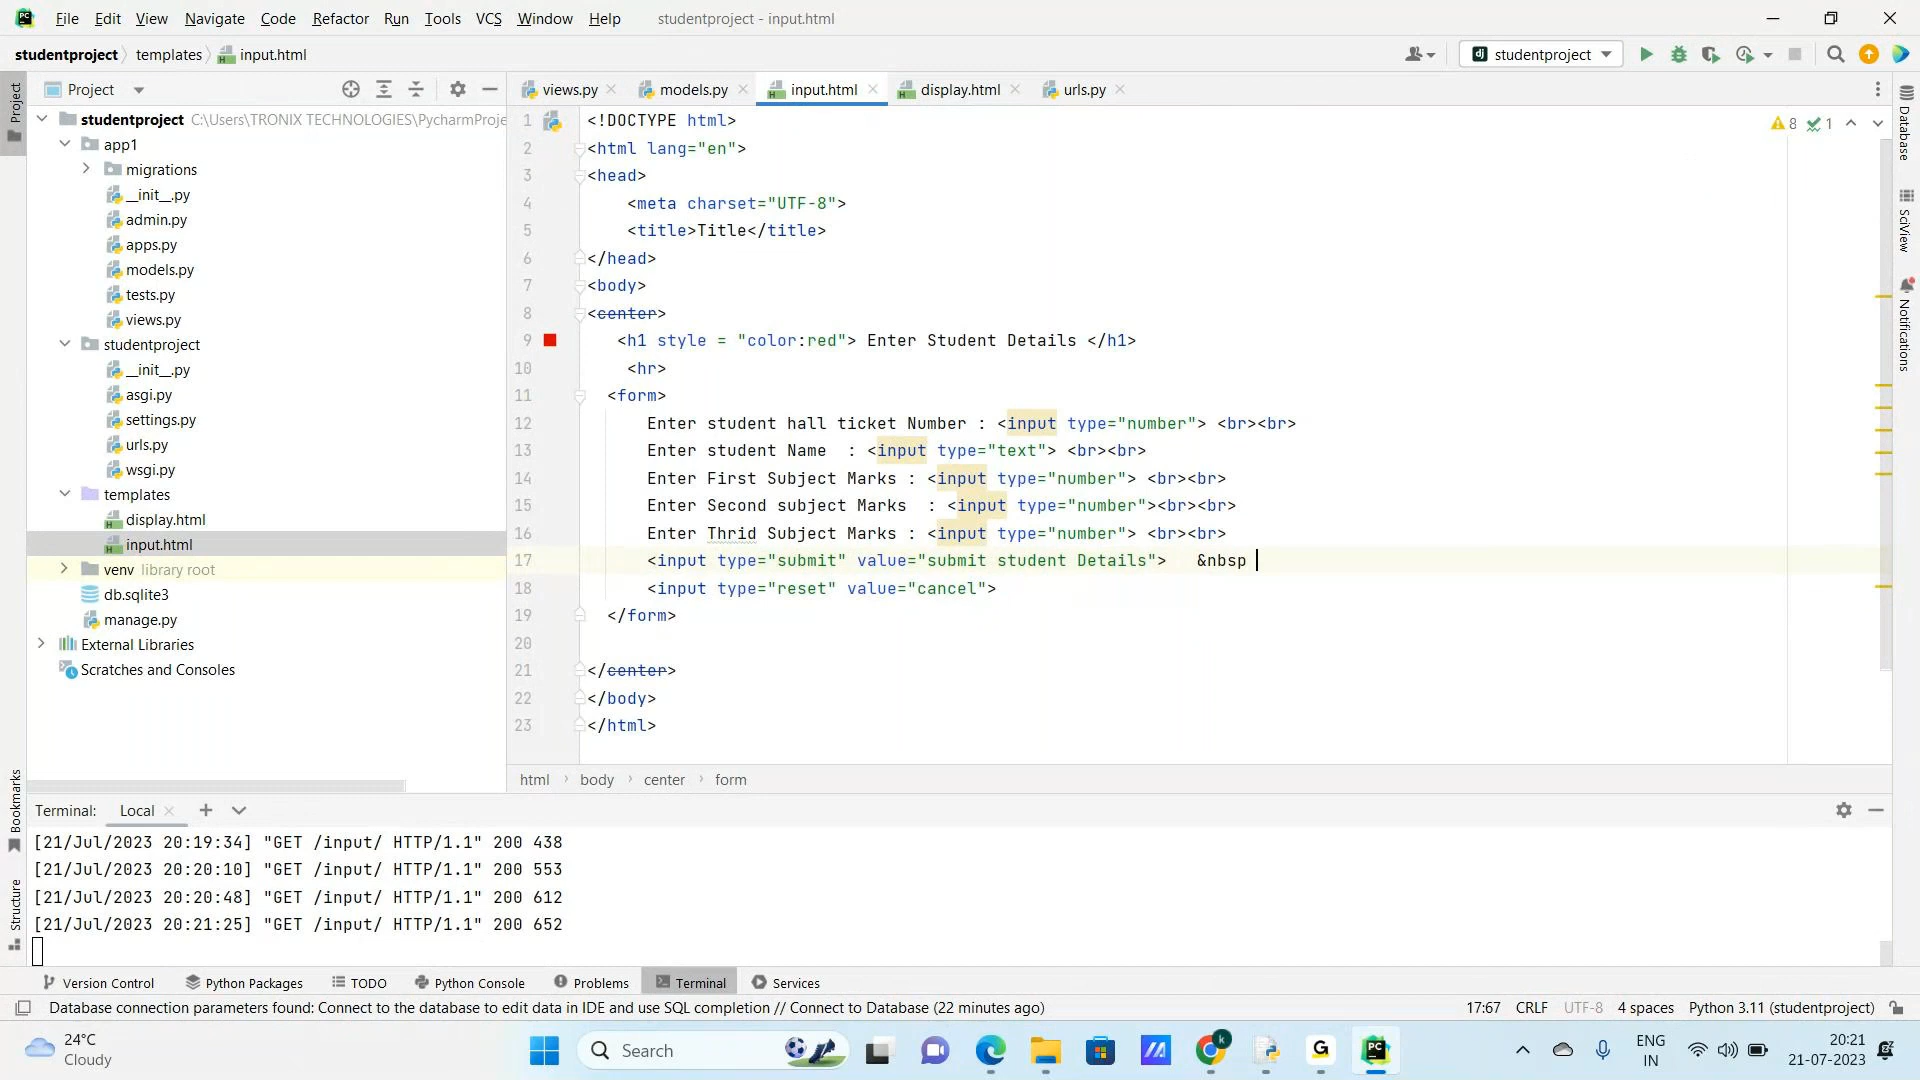 File Edit View Navigate Code Refactor Run Tools VCS Window Help studentproject - input.html
studentproject templates input.html
studentproject
Project
views.py models.py input.html display.html urls.py
Project
studentproject C:\Users\TRONIX TECHNOLOGIES\PycharmProje
app1
migrations
__init__.py
admin.py
apps.py
models.py
tests.py
views.py
studentproject
__init__.py
asgi.py
settings.py
urls.py
wsgi.py
templates
display.html
input.html
venv library root
db.sqlite3
manage.py
External Libraries
Scratches and Consoles
Bookmarks
Structure
1 <!DOCTYPE html>
2 <html lang="en">
3 <head>
4 <meta charset="UTF-8">
5 <title>Title</title>
6 </head>
7 <body>
8 <center>
9 <h1 style = "color:red"> Enter Student Details </h1>
10 <hr>
11 <form>
12 Enter student hall ticket Number : <input type="number"> <br><br>
13 Enter student Name : <input type="text"> <br><br>
14 Enter First Subject Marks : <input type="number"> <br><br>
15 Enter Second subject Marks : <input type="number"><br><br>
16 Enter Thrid Subject Marks : <input type="number"> <br><br>
17 <input type="submit" value="submit student Details"> &nbsp
18 <input type="reset" value="cancel">
19 </form>
20
21 </center>
22 </body>
23 </html>
8 1
Database
SciView
Notifications
html body center form
Terminal: Local
[21/Jul/2023 20:19:34] "GET /input/ HTTP/1.1" 200 438
[21/Jul/2023 20:20:10] "GET /input/ HTTP/1.1" 200 553
[21/Jul/2023 20:20:48] "GET /input/ HTTP/1.1" 200 612
[21/Jul/2023 20:21:25] "GET /input/ HTTP/1.1" 200 652
Version Control Python Packages TODO Python Console Problems Terminal Services
Database connection parameters found: Connect to the database to edit data in IDE and use SQL completion // Connect to Database (22 minutes ago) 17:67 CRLF UTF-8 4 spaces Python 3.11 (studentproject)
24°C
Cloudy
Search
ENG
IN
20:21
21-07-2023